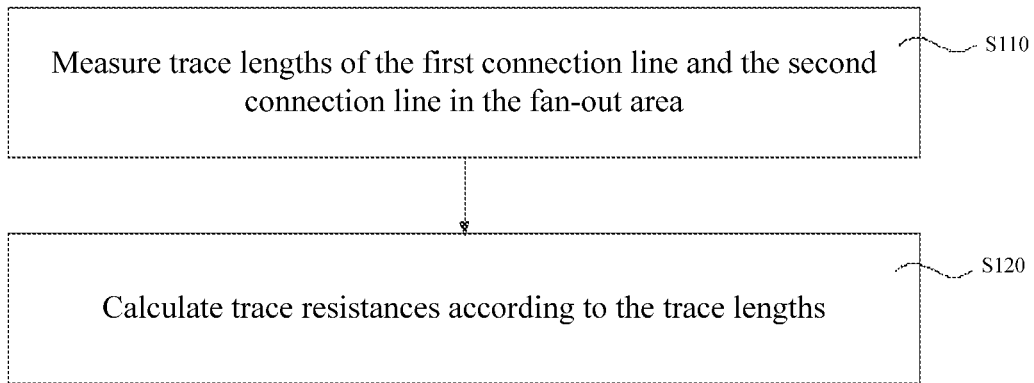 Measure trace lengths of the first connection line and the second
connection line in the fan-out area
S110
Calculate trace resistances according to the trace lengths
S120